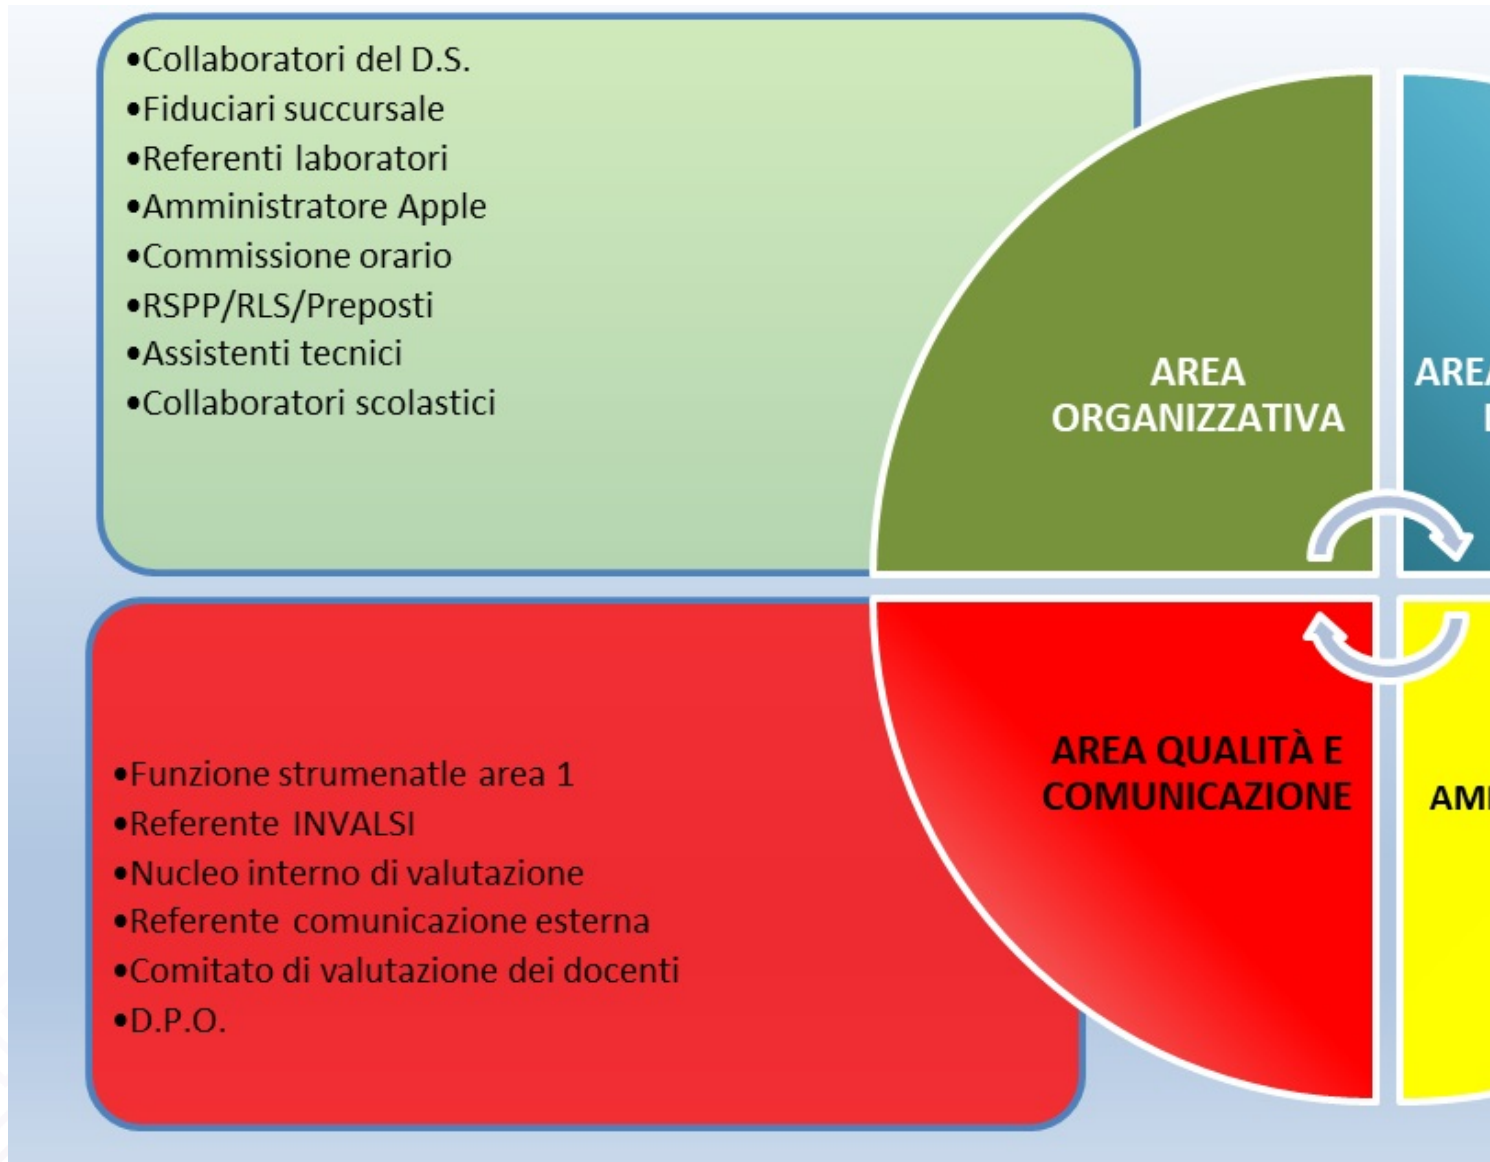 •Collaboratori del D.S.
•Fiduciari succursale
•Referenti laboratori
•Amministratore Apple
•Commissione orario
•RSPP/RLS/Preposti
•Assistenti tecnici
•Collaboratori scolastici
AREA
ORGANIZZATIVA
AREA
•Funzione strumenatle area 1
•Referente INVALSI
•Nucleo interno di valutazione
•Referente comunicazione esterna
•Comitato di valutazione dei docenti
•D.P.O.
AREA QUALITÀ E
COMUNICAZIONE